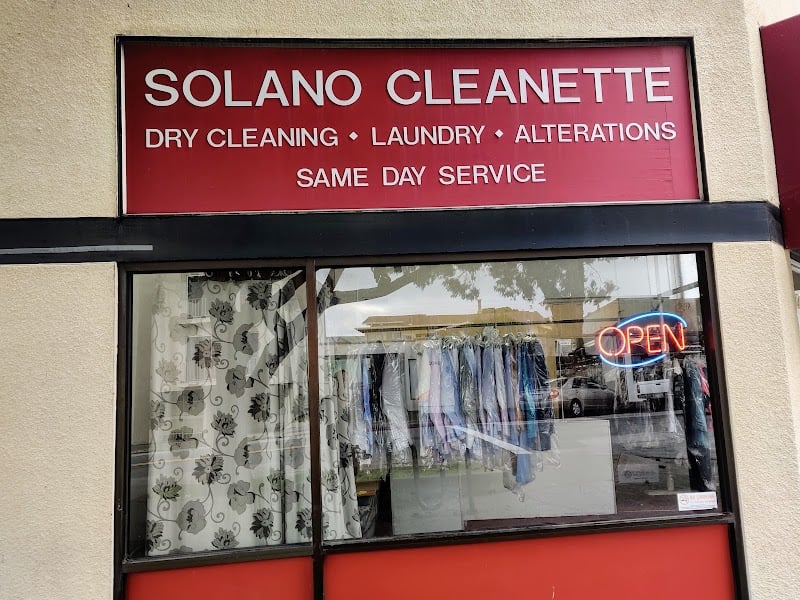 SOLANO CLEANETTE
DRY CLEANING • LAUNDRY • ALTERATIONS
SAME DAY SERVICE
OPEN